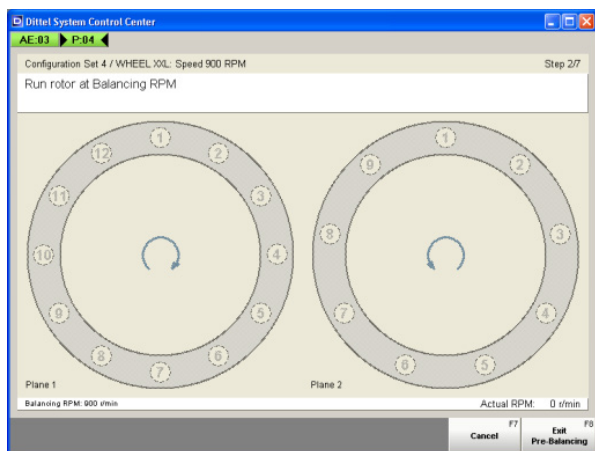 Dittel System Control Center
AE:03 P:04
Configuration Set 4 / WHEEL XXL: Speed 900 RPM Step 2/7
Run rotor at Balancing RPM
1
2
3
4
5
6
7
8
9
10
11
12
Plane 1
1
2
3
4
5
6
7
8
9
Plane 2
Balancing RPM: 900 r/min
Actual RPM: 0 r/min
F7
Cancel
F8
Exit
Pre-Balancing